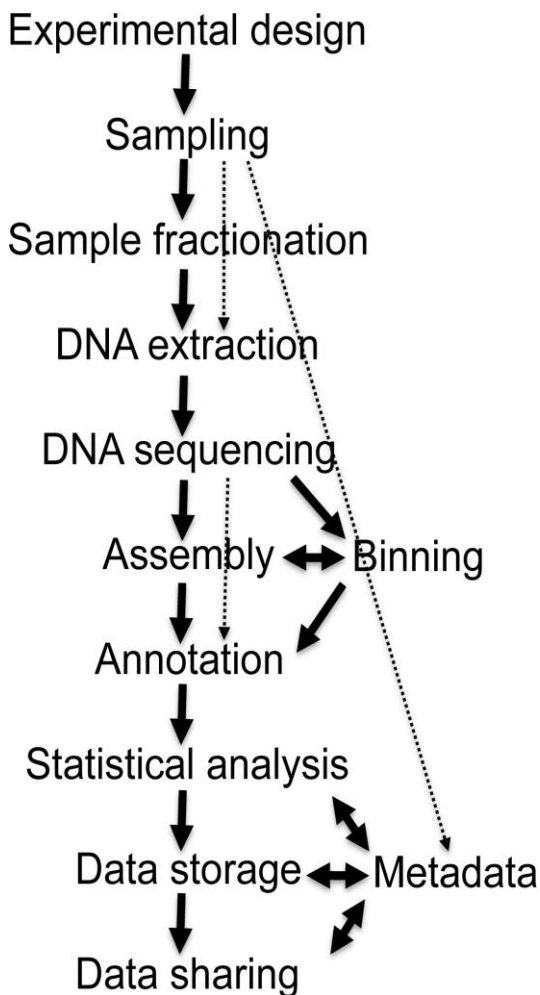 Experimental design
Sampling
Sample fractionation
DNA extraction
DNA sequencing
Assembly Binning
Annotation
Statistical analysis
Data storage Metadata
Data sharing